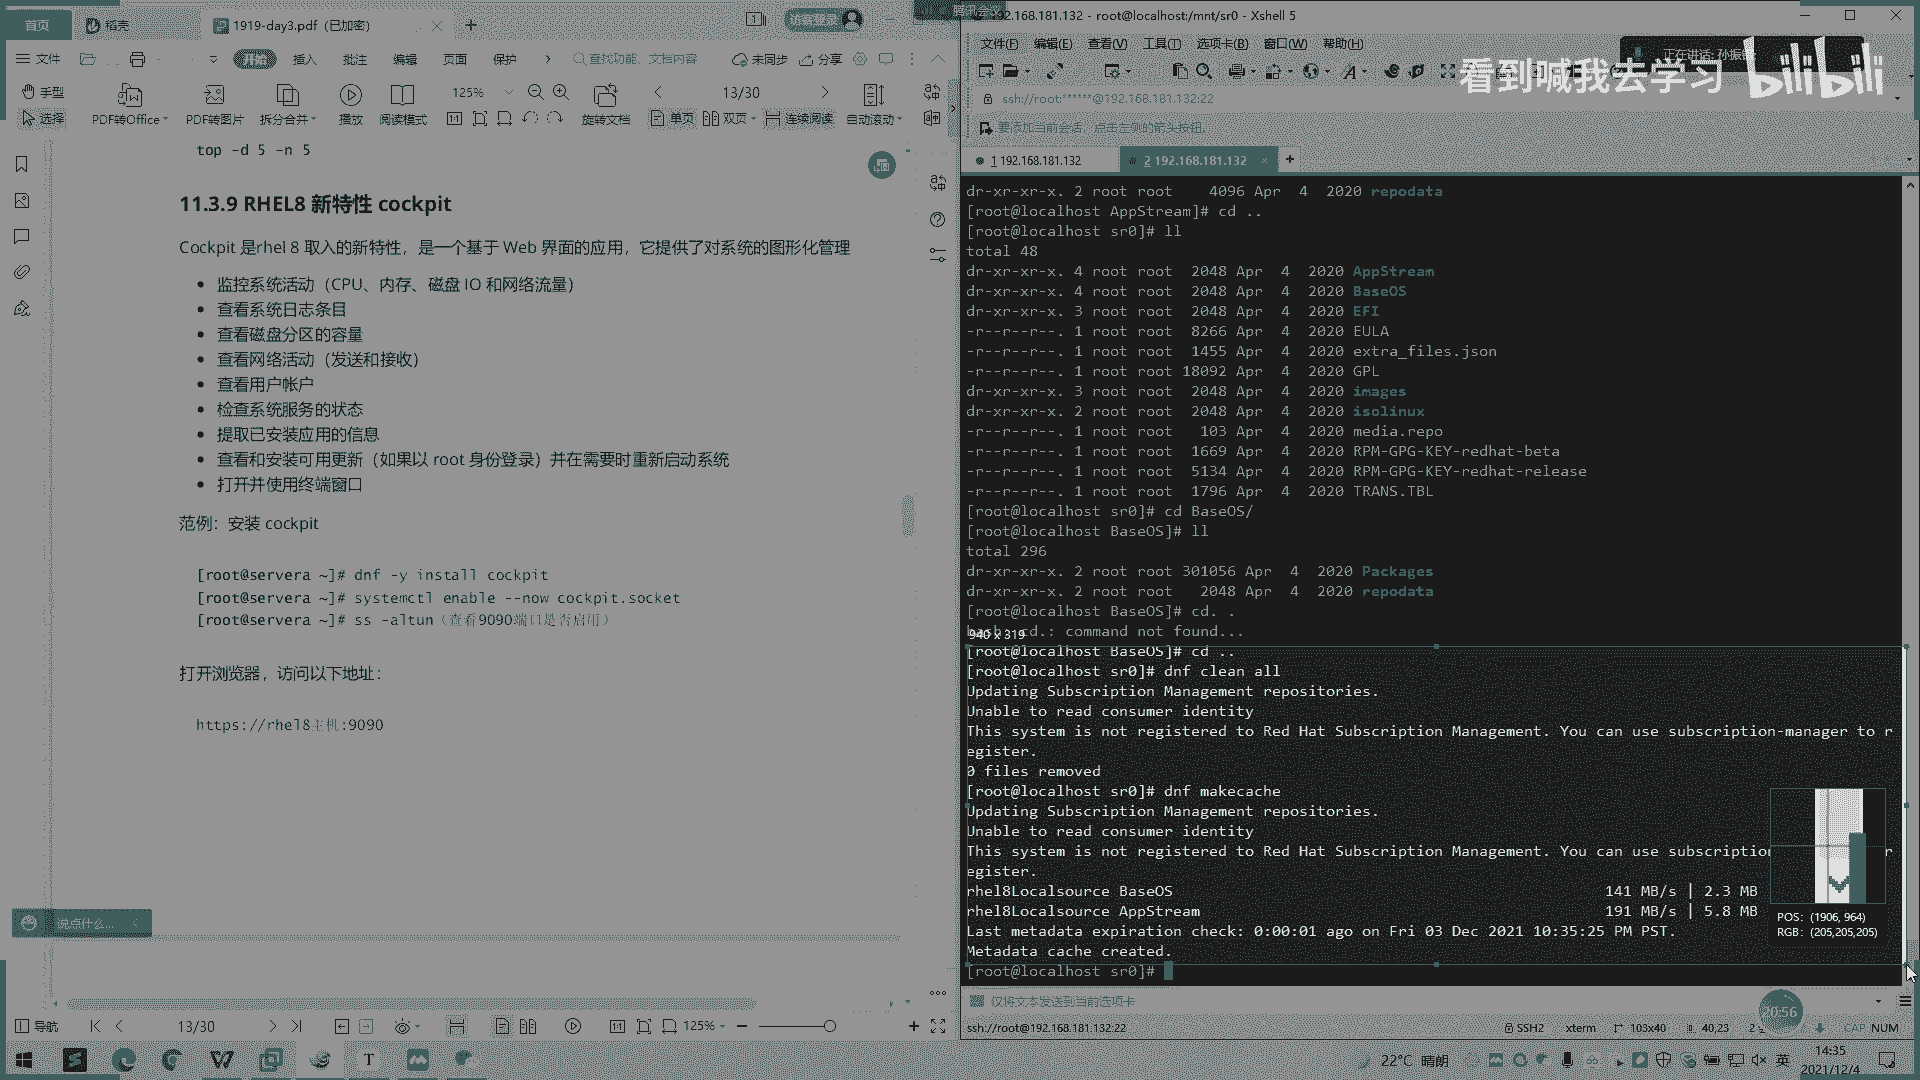 首页
稻壳
1919-day3.pdf (已加密)
访客登录
文件
开始
插入
批注
编辑
页面
保护
查找功能、文档内容
未同步
分享
手型
选择
PDF转Office
PDF转图片
拆分合并
播放
阅读模式
125%
旋转文档
13/30
单页
双页
连续阅读
自动滚动
top -d 5 -n 5
11.3.9 RHEL8 新特性 cockpit
Cockpit 是rhel 8 取入的新特性，是一个基于 Web 界面的应用，它提供了对系统的图形化管理
监控系统活动（CPU、内存、磁盘 IO 和网络流量）
查看系统日志条目
查看磁盘分区的容量
查看网络活动（发送和接收）
查看用户帐户
检查系统服务的状态
提取已安装应用的信息
查看和安装可用更新（如果以 root 身份登录）并在需要时重新启动系统
打开并使用终端窗口
范例：安装 cockpit
[root@servera ~]# dnf -y install cockpit
[root@servera ~]# systemctl enable --now cockpit.socket
[root@servera ~]# ss -altun（查看9090端口是否启用）
打开浏览器，访问以下地址：
https://rhel8主机:9090
说点什么...
导航
13/30
125%
腾讯会议
192.168.181.132 - root@localhost:/mnt/sr0 - Xshell 5
文件(F) 编辑(E) 查看(V) 工具(T) 选项卡(B) 窗口(W) 帮助(H)
看到喊我去学习 bilibili
ssh://root:******@192.168.181.132:22
要添加当前会话，点击左侧的箭头按钮。
1 192.168.181.132
2 192.168.181.132
dr-xr-xr-x. 2 root root    4096 Apr  4  2020 repodata
[root@localhost AppStream]# cd ..
[root@localhost sr0]# ll
total 48
dr-xr-xr-x. 4 root root  2048 Apr  4  2020 AppStream
dr-xr-xr-x. 4 root root  2048 Apr  4  2020 BaseOS
dr-xr-xr-x. 3 root root  2048 Apr  4  2020 EFI
-r--r--r--. 1 root root  8266 Apr  4  2020 EULA
-r--r--r--. 1 root root  1455 Apr  4  2020 extra_files.json
-r--r--r--. 1 root root 18092 Apr  4  2020 GPL
dr-xr-xr-x. 3 root root  2048 Apr  4  2020 images
dr-xr-xr-x. 2 root root  2048 Apr  4  2020 isolinux
-r--r--r--. 1 root root   103 Apr  4  2020 media.repo
-r--r--r--. 1 root root  1669 Apr  4  2020 RPM-GPG-KEY-redhat-beta
-r--r--r--. 1 root root  5134 Apr  4  2020 RPM-GPG-KEY-redhat-release
-r--r--r--. 1 root root  1796 Apr  4  2020 TRANS.TBL
[root@localhost sr0]# cd BaseOS/
[root@localhost BaseOS]# ll
total 296
dr-xr-xr-x. 2 root root 301056 Apr  4  2020 Packages
dr-xr-xr-x. 2 root root   2048 Apr  4  2020 repodata
[root@localhost BaseOS]# cd. .
bash: cd.: command not found...
940 x 319
[root@localhost BaseOS]# cd ..
[root@localhost sr0]# dnf clean all
Updating Subscription Management repositories.
Unable to read consumer identity
This system is not registered to Red Hat Subscription Management. You can use subscription-manager to r
egister.
0 files removed
[root@localhost sr0]# dnf makecache
Updating Subscription Management repositories.
Unable to read consumer identity
This system is not registered to Red Hat Subscription Management. You can use subscription r
egister.
rhel8Localsource BaseOS 141 MB/s | 2.3 MB
rhel8Localsource AppStream 191 MB/s | 5.8 MB
Last metadata expiration check: 0:00:01 ago on Fri 03 Dec 2021 10:35:25 PM PST.
Metadata cache created.
[root@localhost sr0]#
POS: (1906, 964)
RGB: (205,205,205)
仅将文本发送到当前选项卡
20:56
ssh://root@192.168.181.132:22
SSH2 xterm 103x40 40,23 CAP NUM
22°C 晴朗
英
14:35
2021/12/4